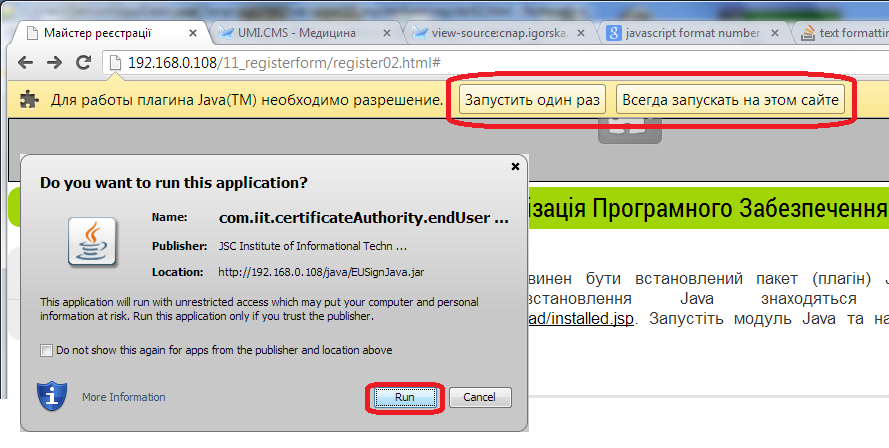 Майстер реєстрації
UMI.CMS - Медицина
view-source:cnap.igorska.
javascript format number
text formattin
192.168.0.108/11_registerform/register02.html#
Для работы плагина Java(TM) необходимо разрешение.
Запустить один раз
Всегда запускать на этом сайте
Do you want to run this application?
Name: com.iit.certificateAuthority.endUser ...
Publisher: JSC Institute of Informational Techn ...
Location: http://192.168.0.108/java/EUSignJava.jar
This application will run with unrestricted access which may put your computer and personal
information at risk. Run this application only if you trust the publisher.
Do not show this again for apps from the publisher and location above
More Information
Run
Cancel
ізація Програмного Забезпечення
винен бути встановлений пакет (плагін) J
встановлення Java знаходяться
ad/installed.jsp. Запустіть модуль Java та на